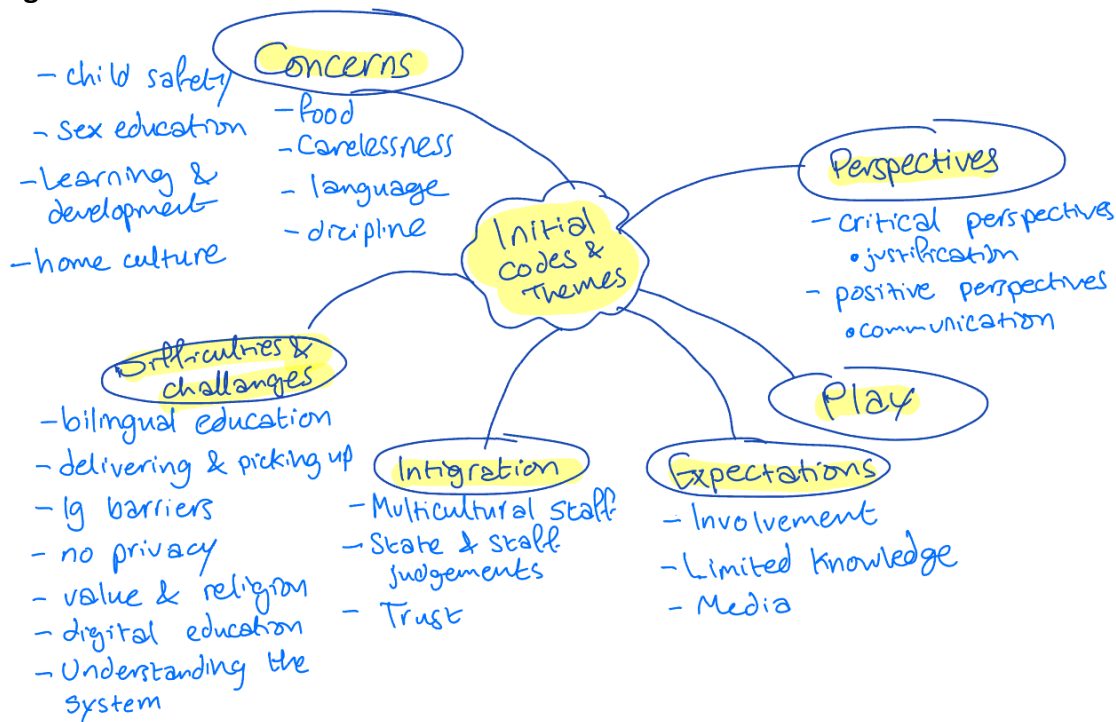 Concerns
- child safety
- sex education
- Learning &
development
- home culture
- food
- Carelessness
- language
- dicipline
Initial
codes &
Themes
Perspectives
- critical perspectives
• justification
- positive perspectives
• communication
Play
Expectations
- Involvement
- Limited Knowledge
- Media
Intigration
- Multicultural Staff
- State & staff
judgements
- Trust
Difficulties &
challanges
- bilingual education
- delivering & picking up
- lg barriers
- no privacy
- value & religion
- digital education
- Understanding the
system